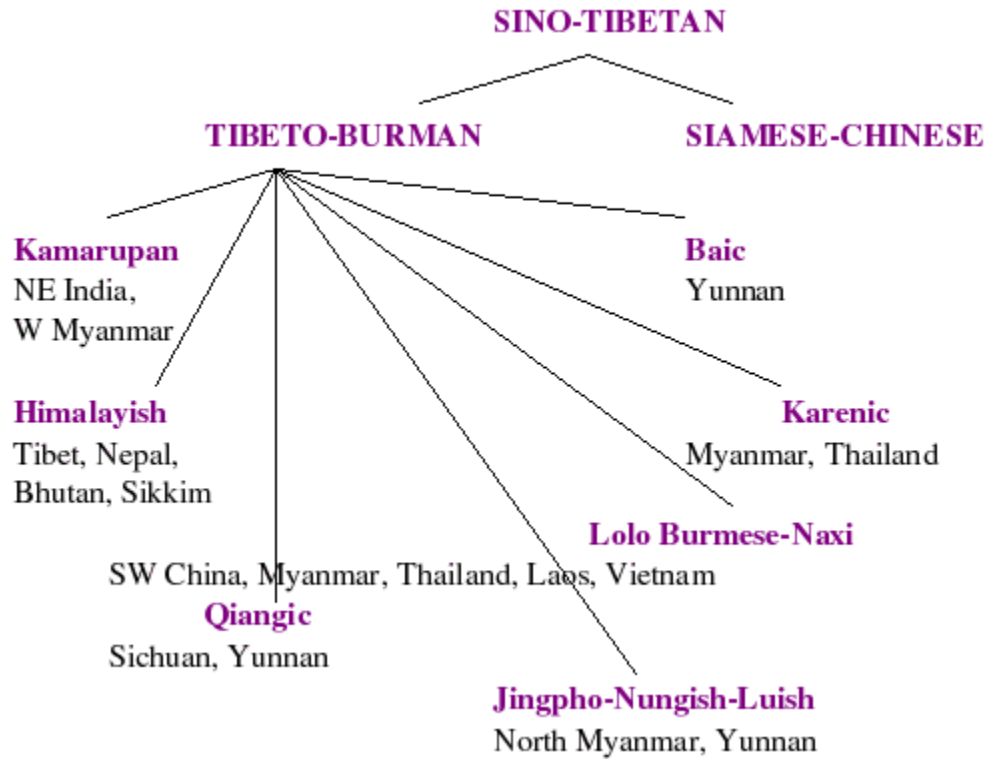 SINO-TIBETAN
TIBETO-BURMAN
SIAMESE-CHINESE
Kamarupan
NE India,
W Myanmar
Baic
Yunnan
Himalayish
Tibet, Nepal,
Bhutan, Sikkim
Karenic
Myanmar, Thailand
Lolo Burmese-Naxi
SW China, Myanmar, Thailand, Laos, Vietnam
Qiangic
Sichuan, Yunnan
Jingpho-Nungish-Luish
North Myanmar, Yunnan